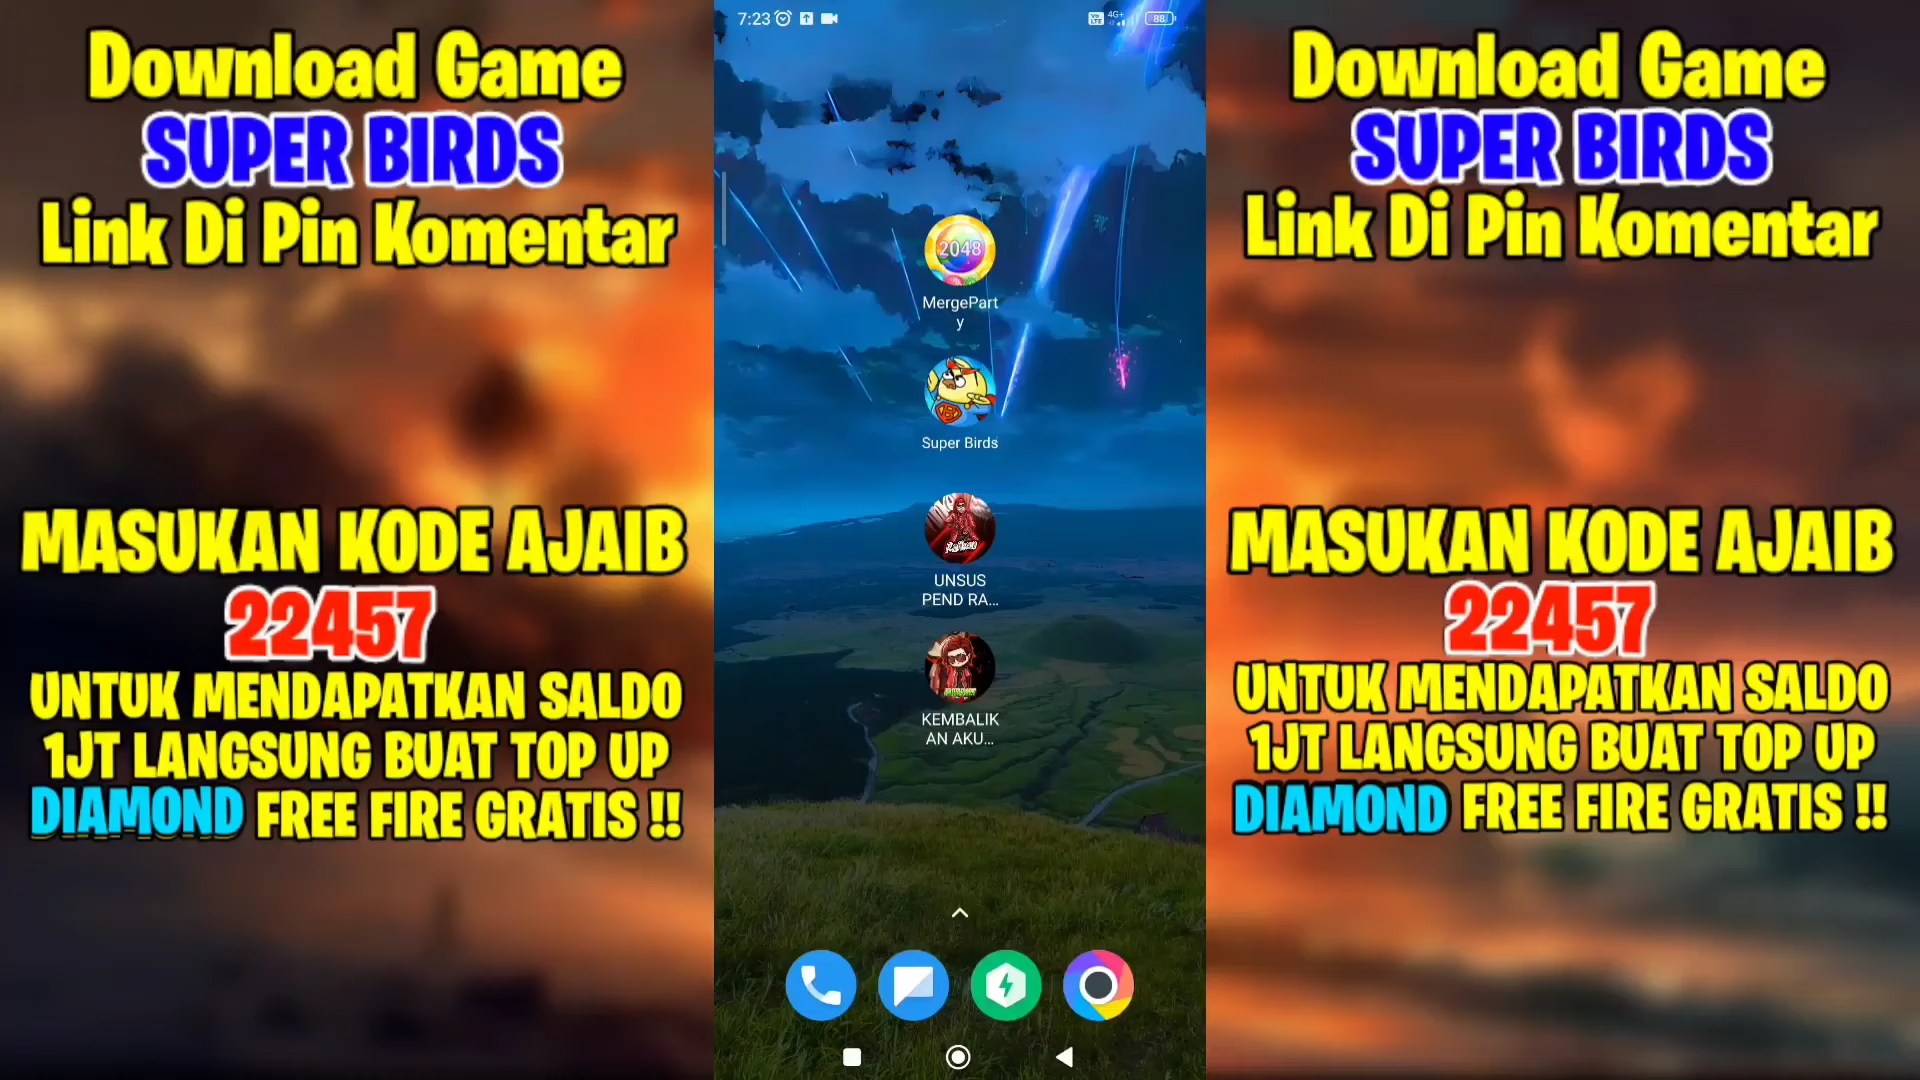 Download Game
SUPER BIRDS
Link Di Pin Komentar
MASUKAN KODE AJAIB
22457
UNTUK MENDAPATKAN SALDO
1JT LANGSUNG BUAT TOP UP
DIAMOND FREE FIRE GRATIS !!
7:23
4G+
88
2048
MergePart
y
Super Birds
UNSUS
PEND RA...
KEMBALIK
AN AKU...
Download Game
SUPER BIRDS
Link Di Pin Komentar
MASUKAN KODE AJAIB
22457
UNTUK MENDAPATKAN SALDO
1JT LANGSUNG BUAT TOP UP
DIAMOND FREE FIRE GRATIS !!